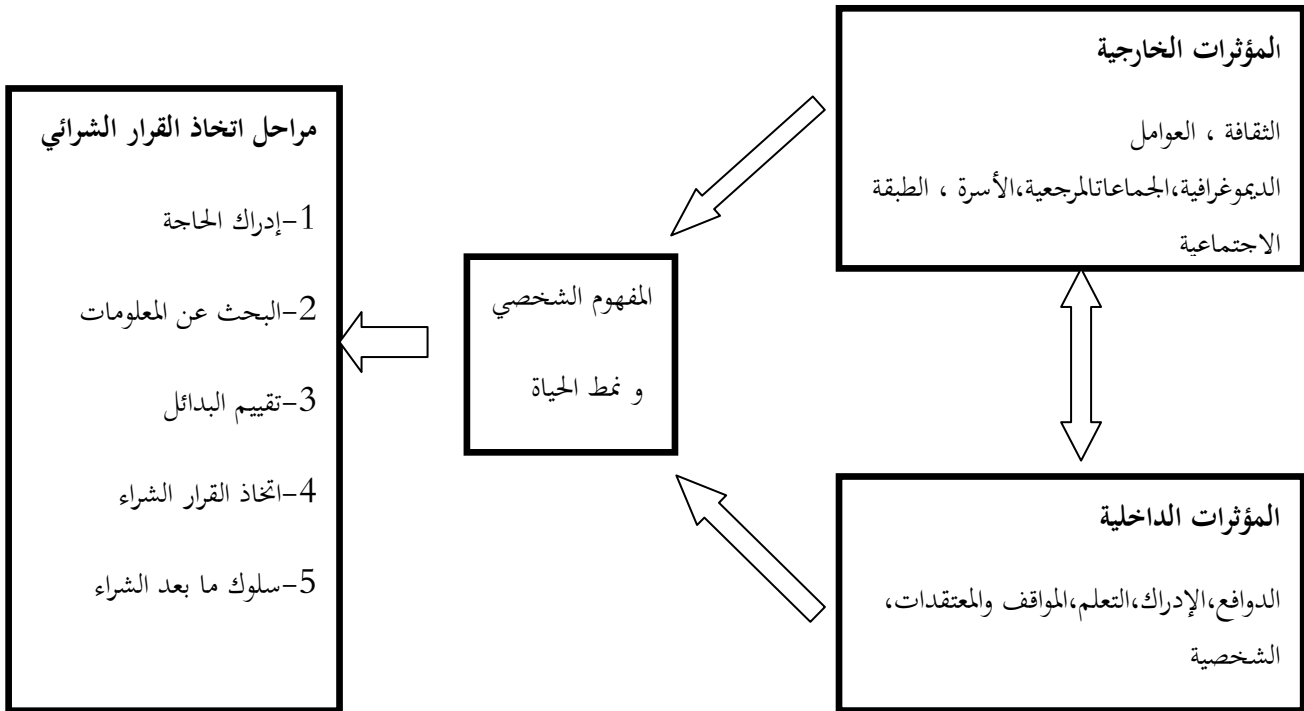 المؤثرات الخارجية
الثقافة ، العوامل
الديموغرافية،الجماعاتالمرجعية،الأسرة ، الطبقة
الاجتماعية
المؤثرات الداخلية
الدوافع،الإدراك،التعلم،المواقف والمعتقدات،
الشخصية
المفهوم الشخصي
و نمط الحياة
مراحل اتخاذ القرار الشرائي
1-إدراك الحاجة
2-البحث عن المعلومات
3-تقييم البدائل
4-اتخاذ القرار الشراء
5-سلوك ما بعد الشراء